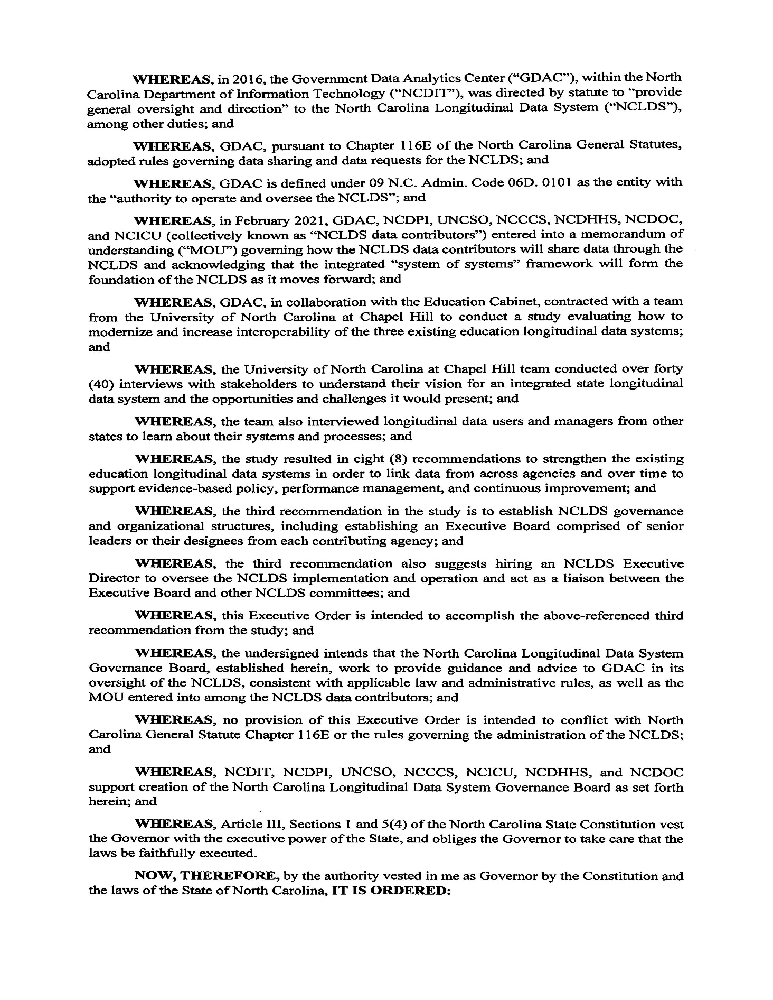 WHEREAS, in 2016, the Government Data Analytics Center (“GDAC”), within the North
Carolina Department of Information Technology (“NCDIT”), was directed by statute to “provide
general oversight and direction” to the North Carolina Longitudinal Data System (“NCLDS”),
among other duties; and
WHEREAS, GDAC, pursuant to Chapter 116E of the North Carolina General Statutes,
adopted rules governing data sharing and data requests for the NCLDS; and
WHEREAS, GDAC is defined under 09 N.C. Admin. Code 06D. 0101 as the entity with
the “authority to operate and oversee the NCLDS”; and
WHEREAS, in February 2021, GDAC, NCDPI, UNCSO, NCCCS, NCDHHS, NCDOC,
and NCICU (collectively known as “NCLDS data contributors”) entered into a memorandum of
understanding (“MOU”) governing how the NCLDS data contributors will share data through the
NCLDS and acknowledging that the integrated “system of systems” framework will form the
foundation of the NCLDS as it moves forward; and
WHEREAS, GDAC, in collaboration with the Education Cabinet, contracted with a team
from the University of North Carolina at Chapel Hill to conduct a study evaluating how to
modernize and increase interoperability of the three existing education longitudinal data systems;
and
WHEREAS, the University of North Carolina at Chapel Hill team conducted over forty
(40) interviews with stakeholders to understand their vision for an integrated state longitudinal
data system and the opportunities and challenges it would present; and
WHEREAS, the team also interviewed longitudinal data users and managers from other
states to learn about their systems and processes; and
WHEREAS, the study resulted in eight (8) recommendations to strengthen the existing
education longitudinal data systems in order to link data from across agencies and over time to
support evidence-based policy, performance management, and continuous improvement; and
WHEREAS, the third recommendation in the study is to establish NCLDS governance
and organizational structures, including establishing an Executive Board comprised of senior
leaders or their designees from each contributing agency; and
WHEREAS, the third recommendation also suggests hiring an NCLDS Executive
Director to oversee the NCLDS implementation and operation and act as a liaison between the
Executive Board and other NCLDS committees; and
WHEREAS, this Executive Order is intended to accomplish the above-referenced third
recommendation from the study; and
WHEREAS, the undersigned intends that the North Carolina Longitudinal Data System
Governance Board, established herein, work to provide guidance and advice to GDAC in its
oversight of the NCLDS, consistent with applicable law and administrative rules, as well as the
MOU entered into among the NCLDS data contributors; and
WHEREAS, no provision of this Executive Order is intended to conflict with North
Carolina General Statute Chapter 116E or the rules governing the administration of the NCLDS;
and
WHEREAS, NCDIT, NCDPI, UNCSO, NCCCS, NCICU, NCDHHS, and NCDOC
support creation of the North Carolina Longitudinal Data System Governance Board as set forth
herein; and
WHEREAS, Article III, Sections 1 and 5(4) of the North Carolina State Constitution vest
the Governor with the executive power of the State, and obliges the Governor to take care that the
laws be faithfully executed.
NOW, THEREFORE, by the authority vested in me as Governor by the Constitution and
the laws of the State of North Carolina, IT IS ORDERED: